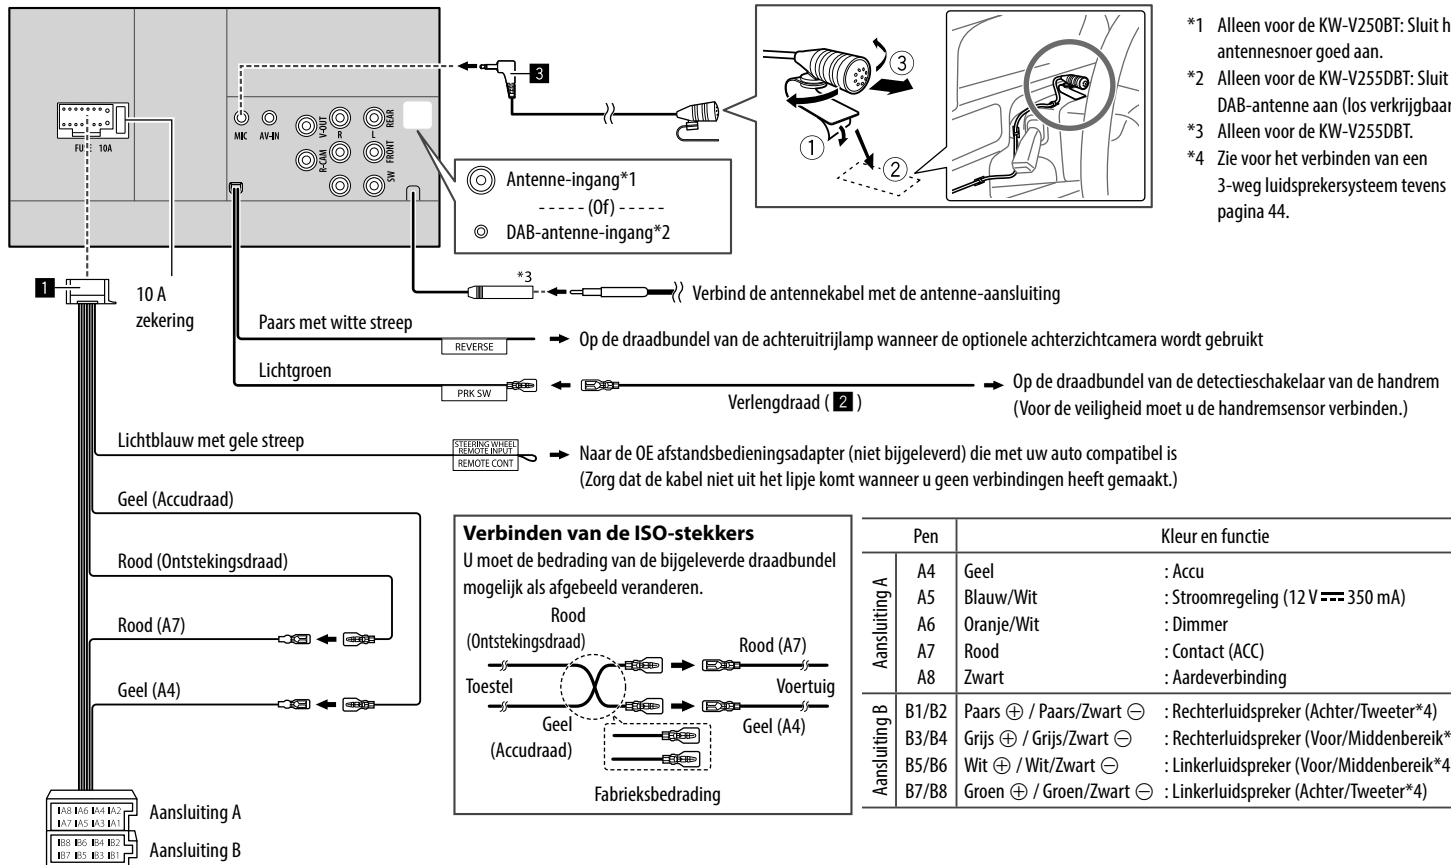 *1 Alleen voor de KW-V250BT: Sluit
antennesnoer goed aan.
*2 Alleen voor de KW-V255DBT: Sluit
DAB-antenne aan (los
*3 Alleen voor de KW-V255DBT.
*4 Zie voor het verbinden van een
3-weg luidsprekersysteem tevens
pagina 44.
FUSE 10A
MIC AV-IN
V-OUT
R-CAM
R L
REAR
FRONT
SW
3
1
2
3
Antenne-ingang*1
- - - - - (Of) - - - - -
DAB-antenne-ingang*2
1
10 A
zekering
*3
Verbind de antennekabel met de antenne-aansluiting
Paars met witte streep
REVERSE
Op de draadbundel van de achteruitrijlamp wanneer de optionele achterzichtcamera wordt gebruikt
Lichtgroen
PRK SW
Verlengdraad ( 2 )
Op de draadbundel van de detectieschakelaar van de handrem
(Voor de veiligheid moet u de handremsensor verbinden.)
Lichtblauw met gele streep
STEERING WHEEL
REMOTE INPUT
REMOTE CONT
Naar de OE afstandsbedieningsadapter (niet bijgeleverd) die met uw auto compatibel is
(Zorg dat de kabel niet uit het lipje komt wanneer u geen verbindingen heeft gemaakt.)
Geel (Accudraad)
Rood (Ontstekingsdraad)
Rood (A7)
Geel (A4)
A8 A6 A4 A2
A7 A5 A3 A1
Aansluiting A
B8 B6 B4 B2
B7 B5 B3 B1
Aansluiting B
Verbinden van de ISO-stekkers
U moet de bedrading van de bijgeleverde draadbundel
mogelijk als afgebeeld veranderen.
Rood
(Ontstekingsdraad)
Rood (A7)
Toestel
Voertuig
Geel
(Accudraad)
Geel (A4)
Fabrieksbedrading
Pen Kleur en functie
Aansluiting A
A4 Geel : Accu
A5 Blauw/Wit : Stroomregeling (12 V ⎓ 350 mA)
A6 Oranje/Wit : Dimmer
A7 Rood : Contact (ACC)
A8 Zwart : Aardeverbinding
Aansluiting B
B1/B2 Paars ⊕ / Paars/Zwart ⊖ : Rechterluidspreker (Achter/Tweeter*4)
B3/B4 Grijs ⊕ / Grijs/Zwart ⊖ : Rechterluidspreker (Voor/Middenbereik*
B5/B6 Wit ⊕ / Wit/Zwart ⊖ : Linkerluidspreker (Voor/Middenbereik*4
B7/B8 Groen ⊕ / Groen/Zwart ⊖ : Linkerluidspreker (Achter/Tweeter*4)